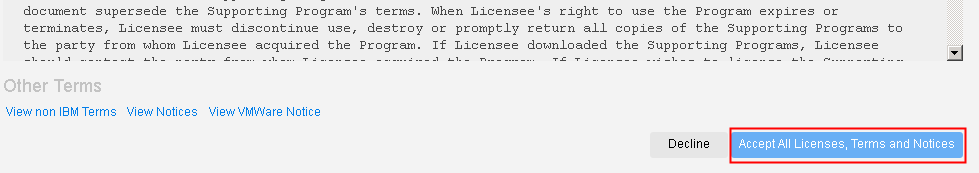 document supersede the Supporting Program's terms. When Licensee's right to use the Program expires or
terminates, Licensee must discontinue use, destroy or promptly return all copies of the Supporting Programs to
the party from whom Licensee acquired the Program. If Licensee downloaded the Supporting Programs, Licensee
should contact the party from whom Licensee acquired the Program. If Licensee wishes to license the Supporting
Other Terms
View non IBM Terms View Notices View VMWare Notice
Decline Accept All Licenses, Terms and Notices